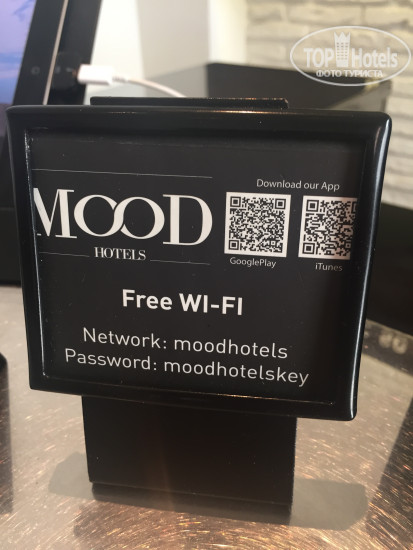 TOP Hotels
ФОТО ТУРИСТА
MOOD
HOTELS
Download our App
GooglePlay
iTunes
Free WI-FI
Network: moodhotels
Password: moodhotelskey